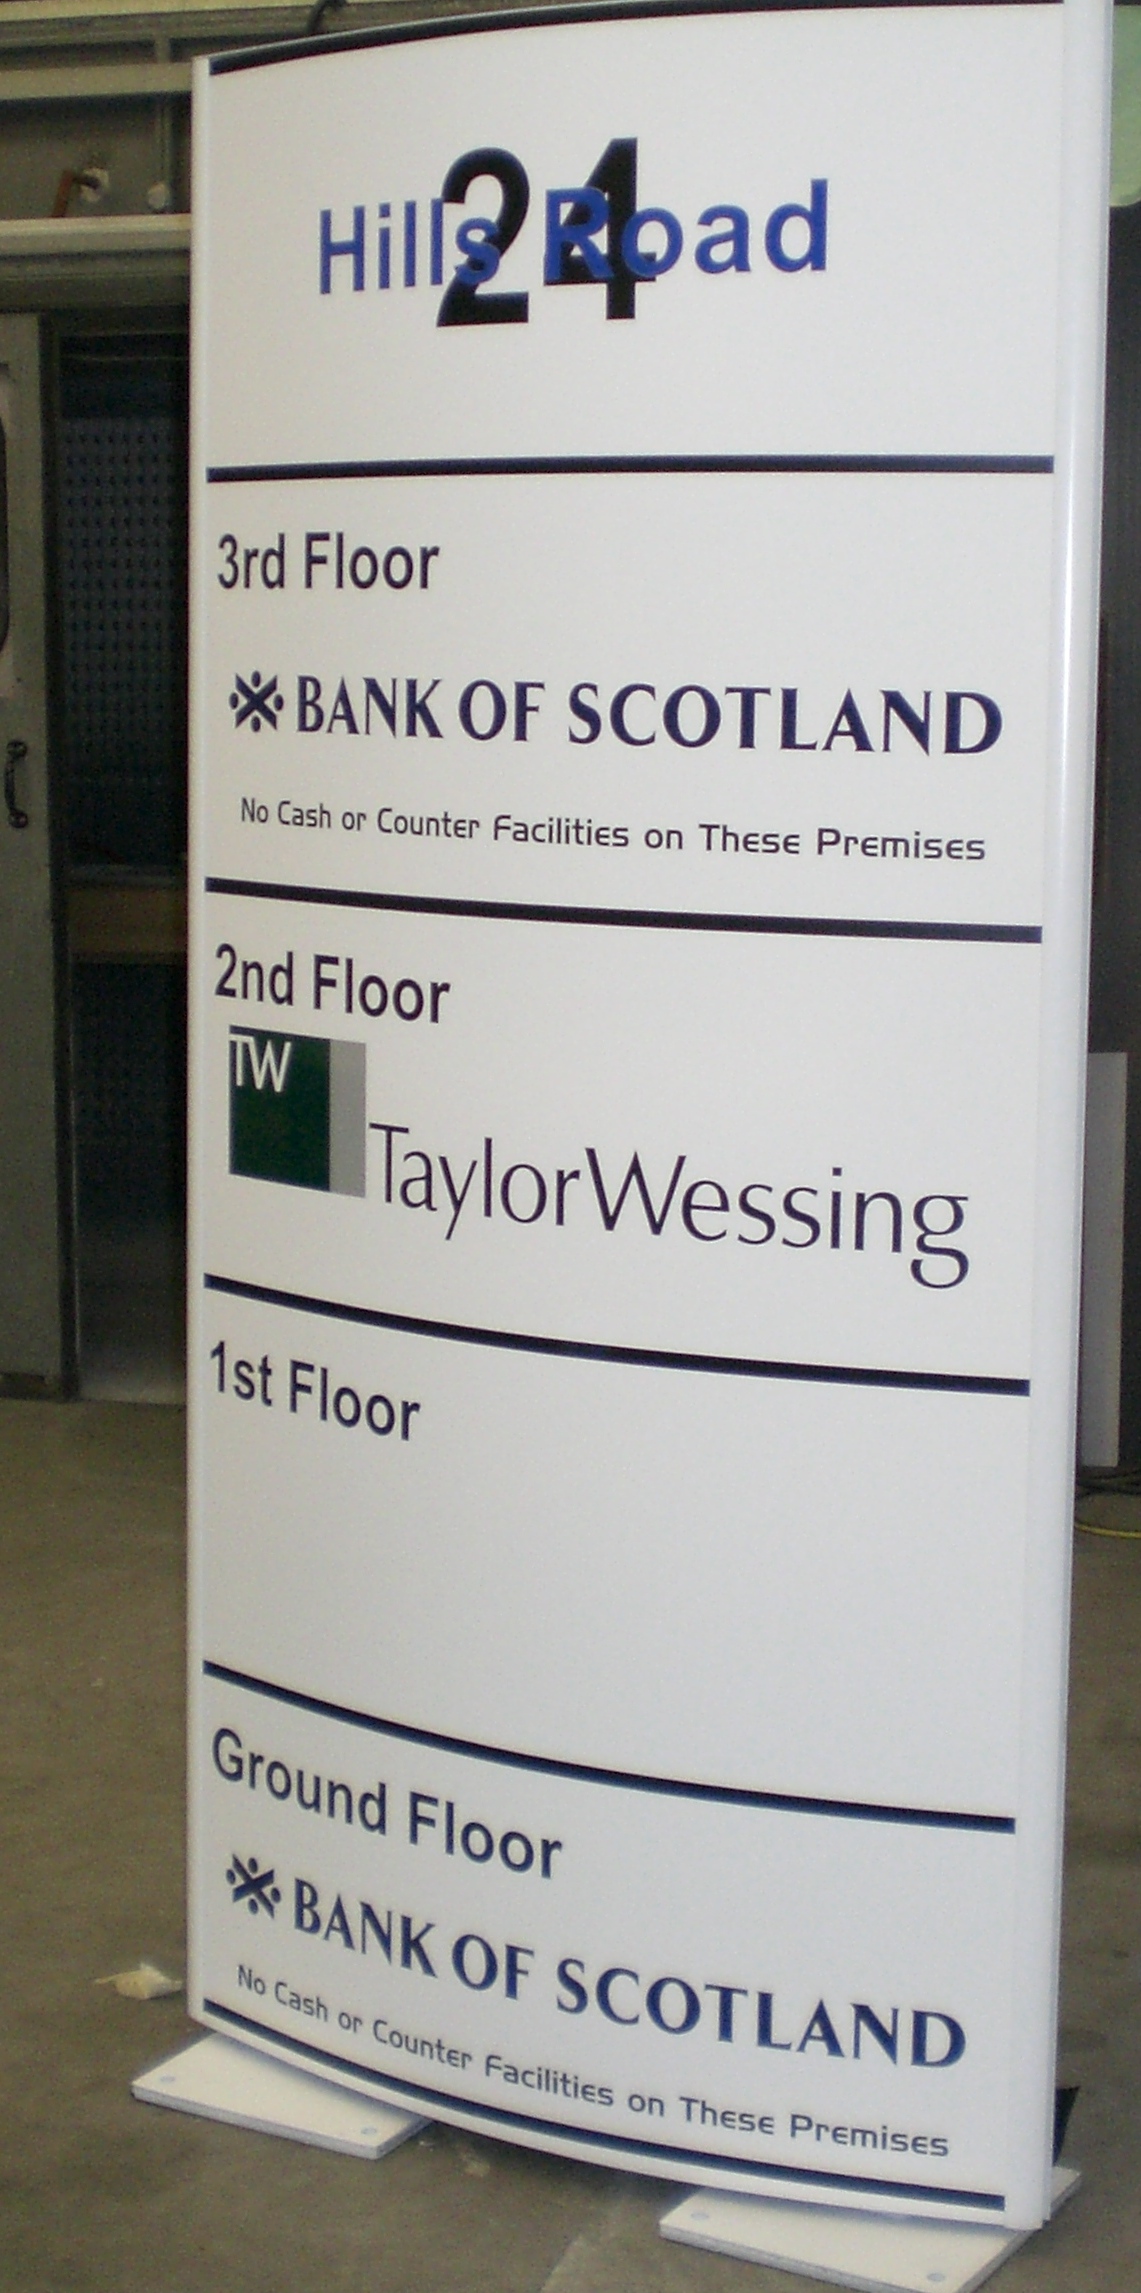 24
Hills Road
3rd Floor
BANK OF SCOTLAND
No Cash or Counter Facilities on These Premises
2nd Floor
TW
TaylorWessing
1st Floor
Ground Floor
BANK OF SCOTLAND
No Cash or Counter Facilities on These Premises